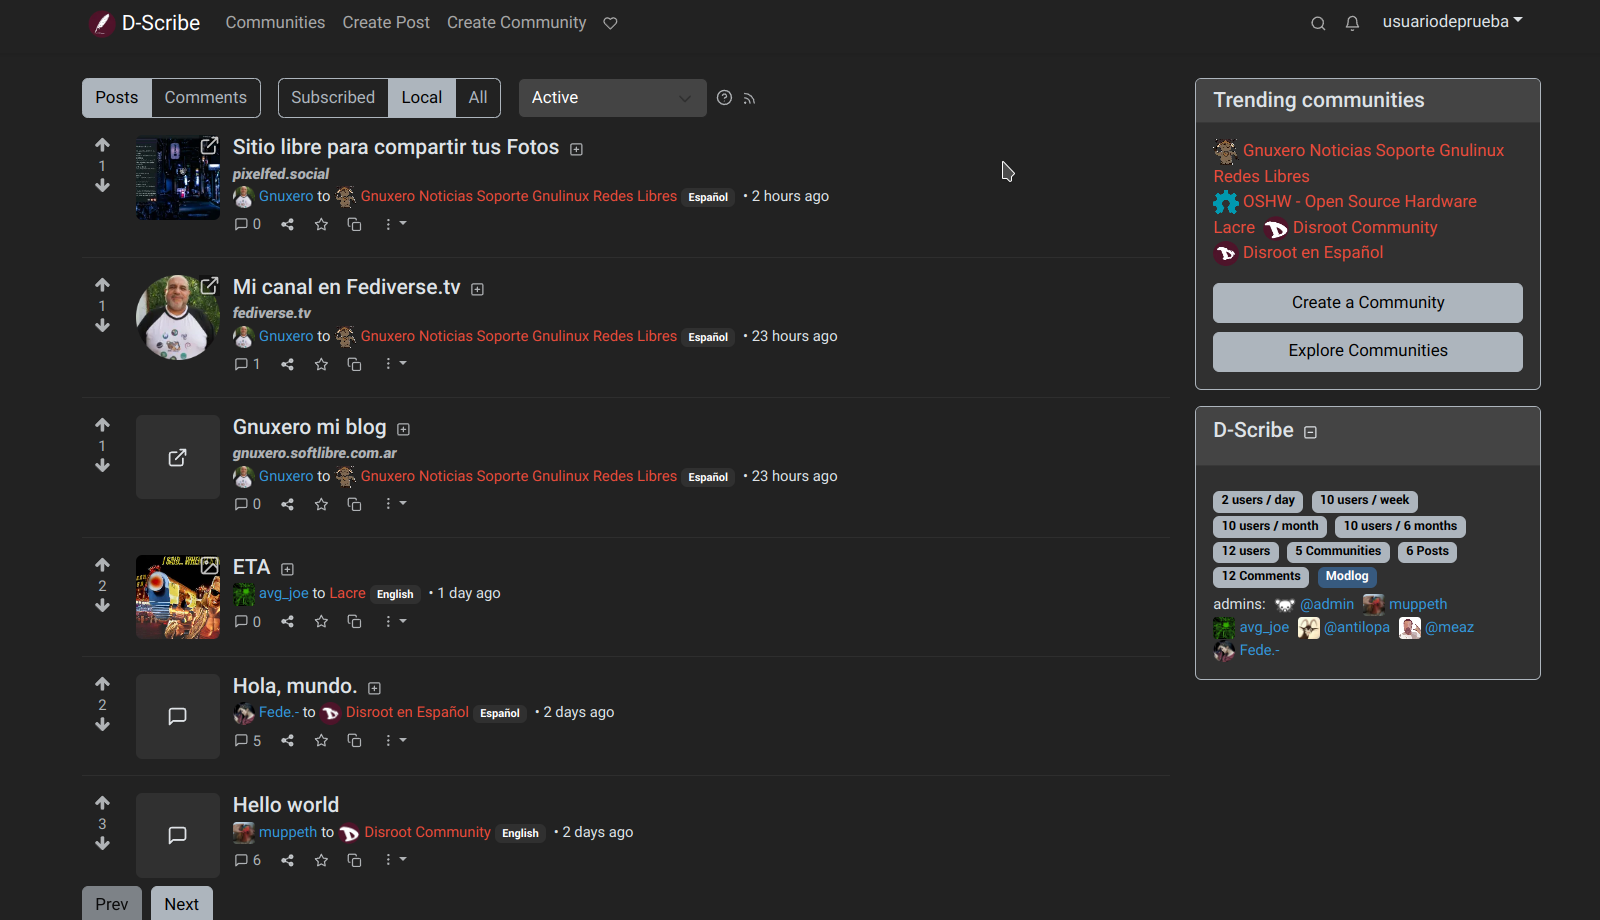 D-Scribe Communities Create Post Create Community usuariodeprueba
Posts Comments Subscribed Local All Active
Sitio libre para compartir tus Fotos
pixelfed.social
Gnuxero to Gnuxero Noticias Soporte Gnulinux Redes Libres Español • 2 hours ago
0
1
Mi canal en Fediverse.tv
fediverse.tv
Gnuxero to Gnuxero Noticias Soporte Gnulinux Redes Libres Español • 23 hours ago
1
1
Gnuxero mi blog
gnuxero.softlibre.com.ar
Gnuxero to Gnuxero Noticias Soporte Gnulinux Redes Libres Español • 23 hours ago
0
1
ETA
avg_joe to Lacre English • 1 day ago
0
2
Hola, mundo.
Fede.- to Disroot en Español Español • 2 days ago
5
2
Hello world
muppeth to Disroot Community English • 2 days ago
6
3
Prev Next
Trending communities
Gnuxero Noticias Soporte Gnulinux
Redes Libres
OSHW - Open Source Hardware
Lacre Disroot Community
Disroot en Español
Create a Community
Explore Communities
D-Scribe
2 users / day 10 users / week
10 users / month 10 users / 6 months
12 users 5 Communities 6 Posts
12 Comments Modlog
admins: @admin muppeth
avg_joe @antilopa @meaz
Fede.-